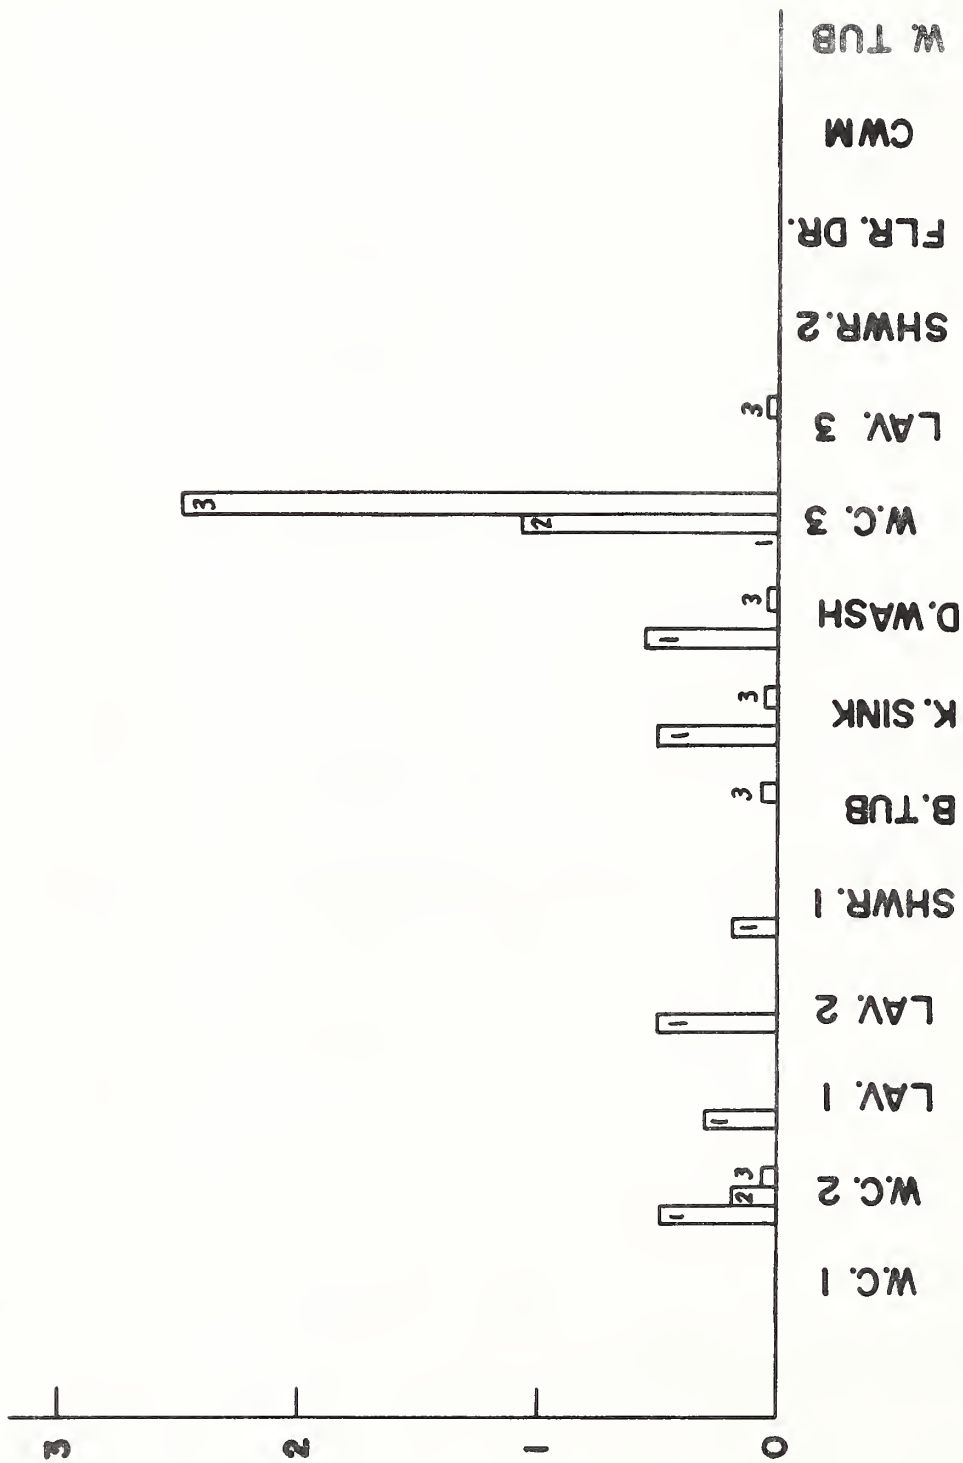 3
2
1
0
W.C. 1
W.C. 2
LAV. 1
LAV. 2
SHWR. 1
B. TUB
K. SINK
D. WASH
W.C. 3
LAV. 3
SHWR. 2
FLR. DR.
CWM
W. TUB
1
2
3
1
1
1
3
1
3
1
3
1
2
3
3